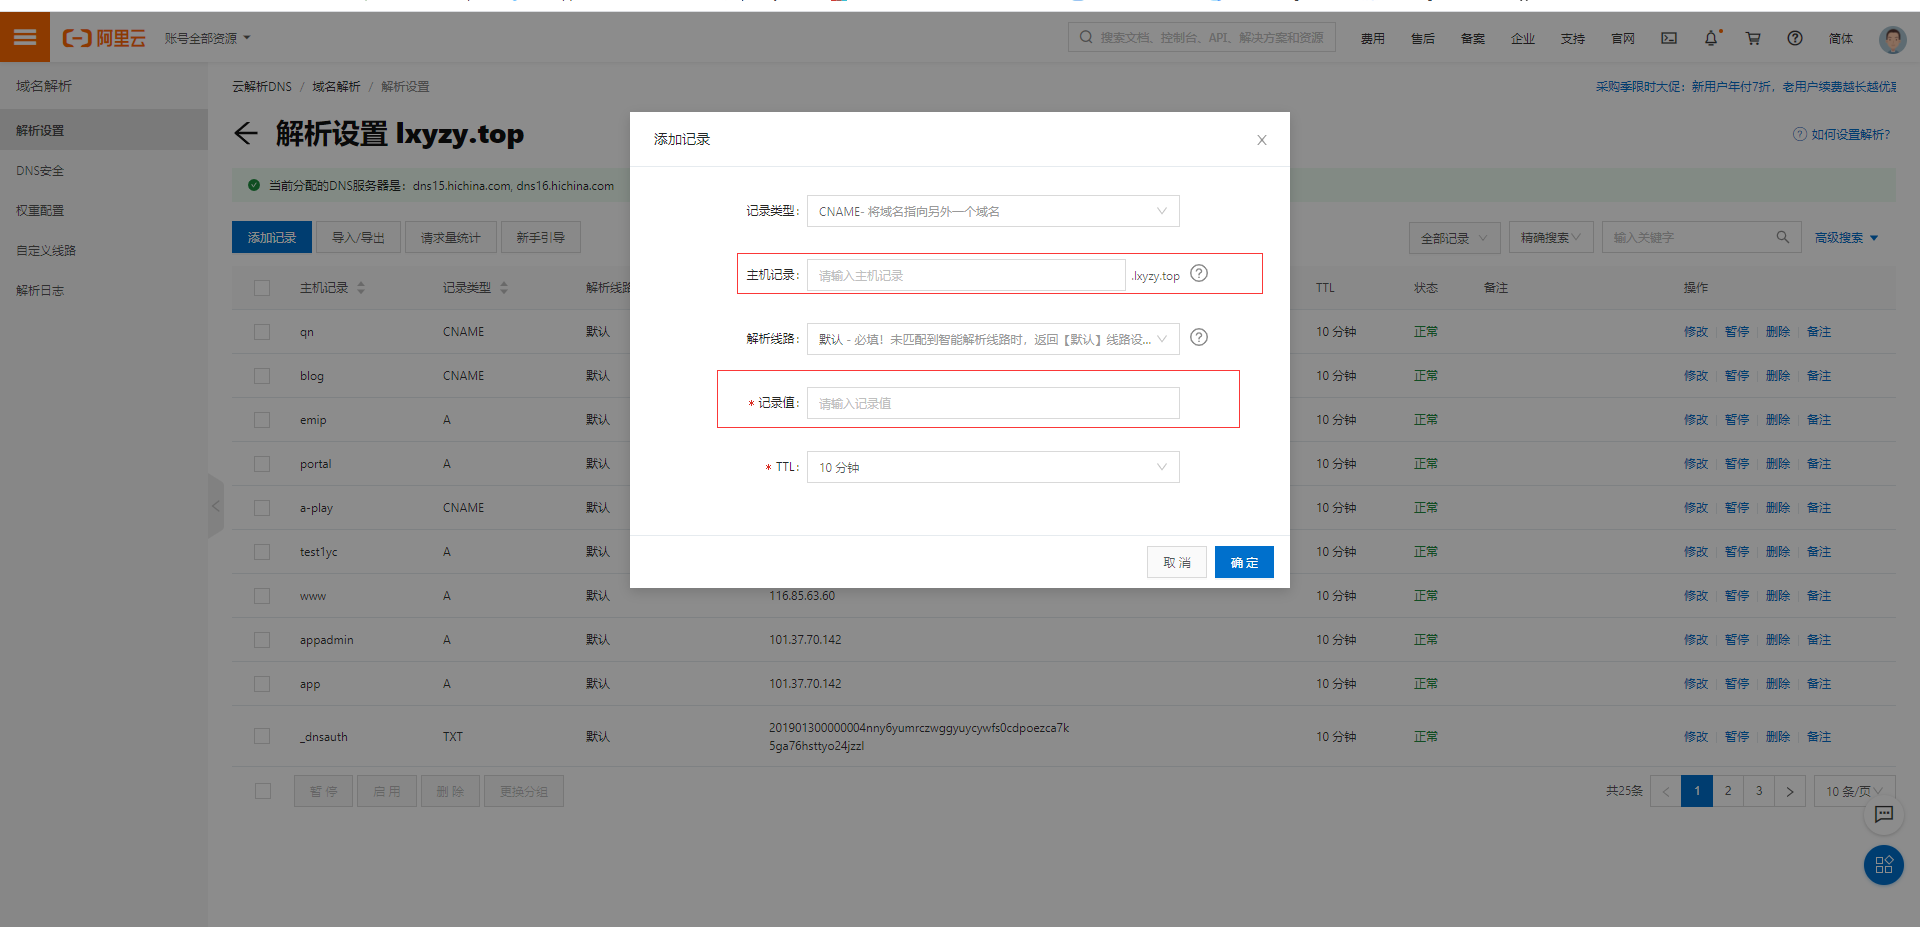 阿里云 账号全部资源 搜索文档、控制台、API、解决方案和资源 费用 售后 备案 企业 支持 官网 简体
域名解析
解析设置
DNS安全
权重配置
自定义线路
解析日志
云解析DNS / 域名解析 / 解析设置
采购季限时大促：新用户年付7折，老用户续费越长越优惠
解析设置 lxyzy.top
如何设置解析?
当前分配的DNS服务器是：dns15.hichina.com, dns16.hichina.com
添加记录 导入/导出 请求量统计 新手引导 全部记录 精确搜索 输入关键字 高级搜索
主机记录 记录类型 解析线路 TTL 状态 备注 操作
qn CNAME 默认 10 分钟 正常 修改 暂停 删除 备注
blog CNAME 默认 10 分钟 正常 修改 暂停 删除 备注
emip A 默认 10 分钟 正常 修改 暂停 删除 备注
portal A 默认 10 分钟 正常 修改 暂停 删除 备注
a-play CNAME 默认 10 分钟 正常 修改 暂停 删除 备注
test1yc A 默认 10 分钟 正常 修改 暂停 删除 备注
www A 默认 116.85.63.60 10 分钟 正常 修改 暂停 删除 备注
appadmin A 默认 101.37.70.142 10 分钟 正常 修改 暂停 删除 备注
app A 默认 101.37.70.142 10 分钟 正常 修改 暂停 删除 备注
_dnsauth TXT 默认 201901300000004nny6yumrczwggyuycywfs0cdpoezca7k
5ga76hsttyo24jzzl 10 分钟 正常 修改 暂停 删除 备注
暂停 启用 删除 更换分组 共25条 < 1 2 3 > 10 条/页
添加记录
记录类型: CNAME- 将域名指向另外一个域名
主机记录: 请输入主机记录 .lxyzy.top
解析线路: 默认 - 必填！未匹配到智能解析线路时，返回【默认】线路设...
* 记录值: 请输入记录值
* TTL: 10 分钟
取消 确定